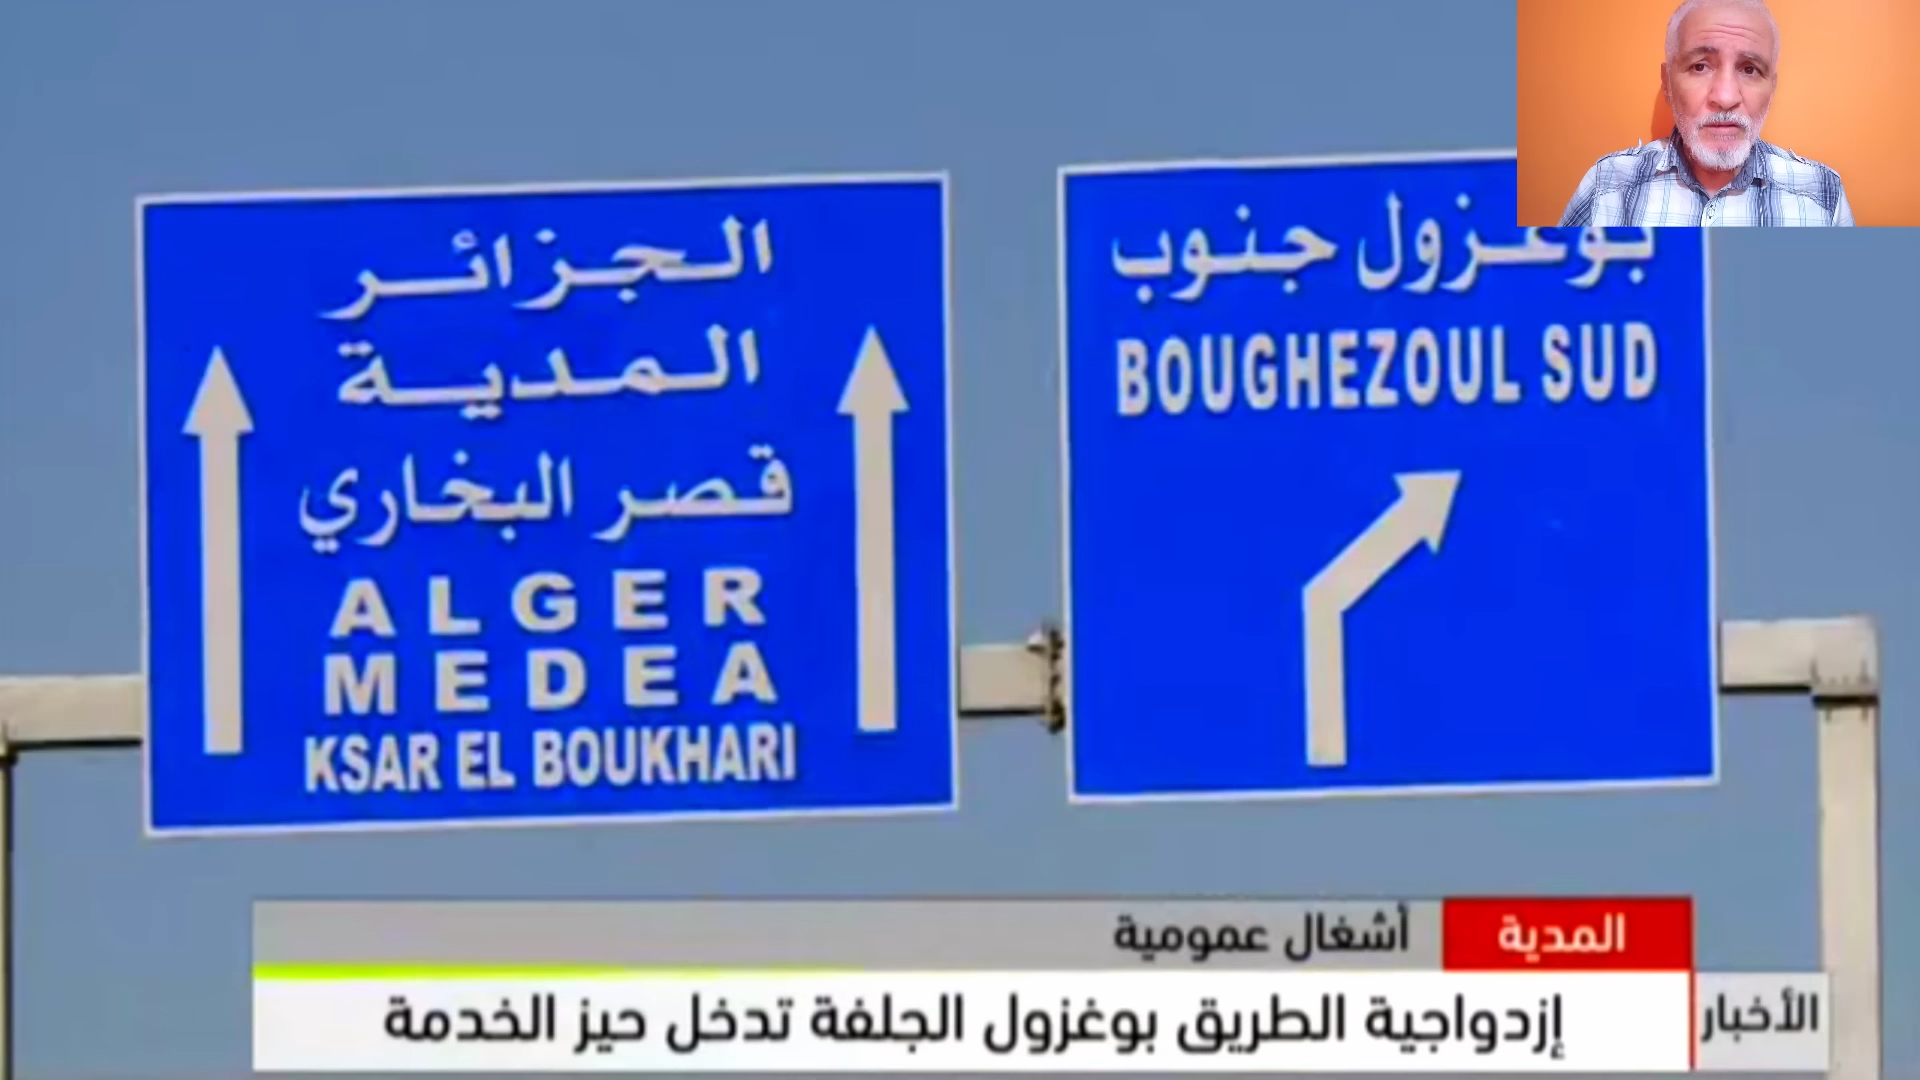 الجزائر
المدية
قصر البخاري
ALGER
MEDEA
KSAR EL BOUKHARI
بوغزول جنوب
BOUGHEZOUL SUD
المدية
أشغال عمومية
إزدواجية الطريق بوغزول الجلفة تدخل حيز الخدمة
الأخبار